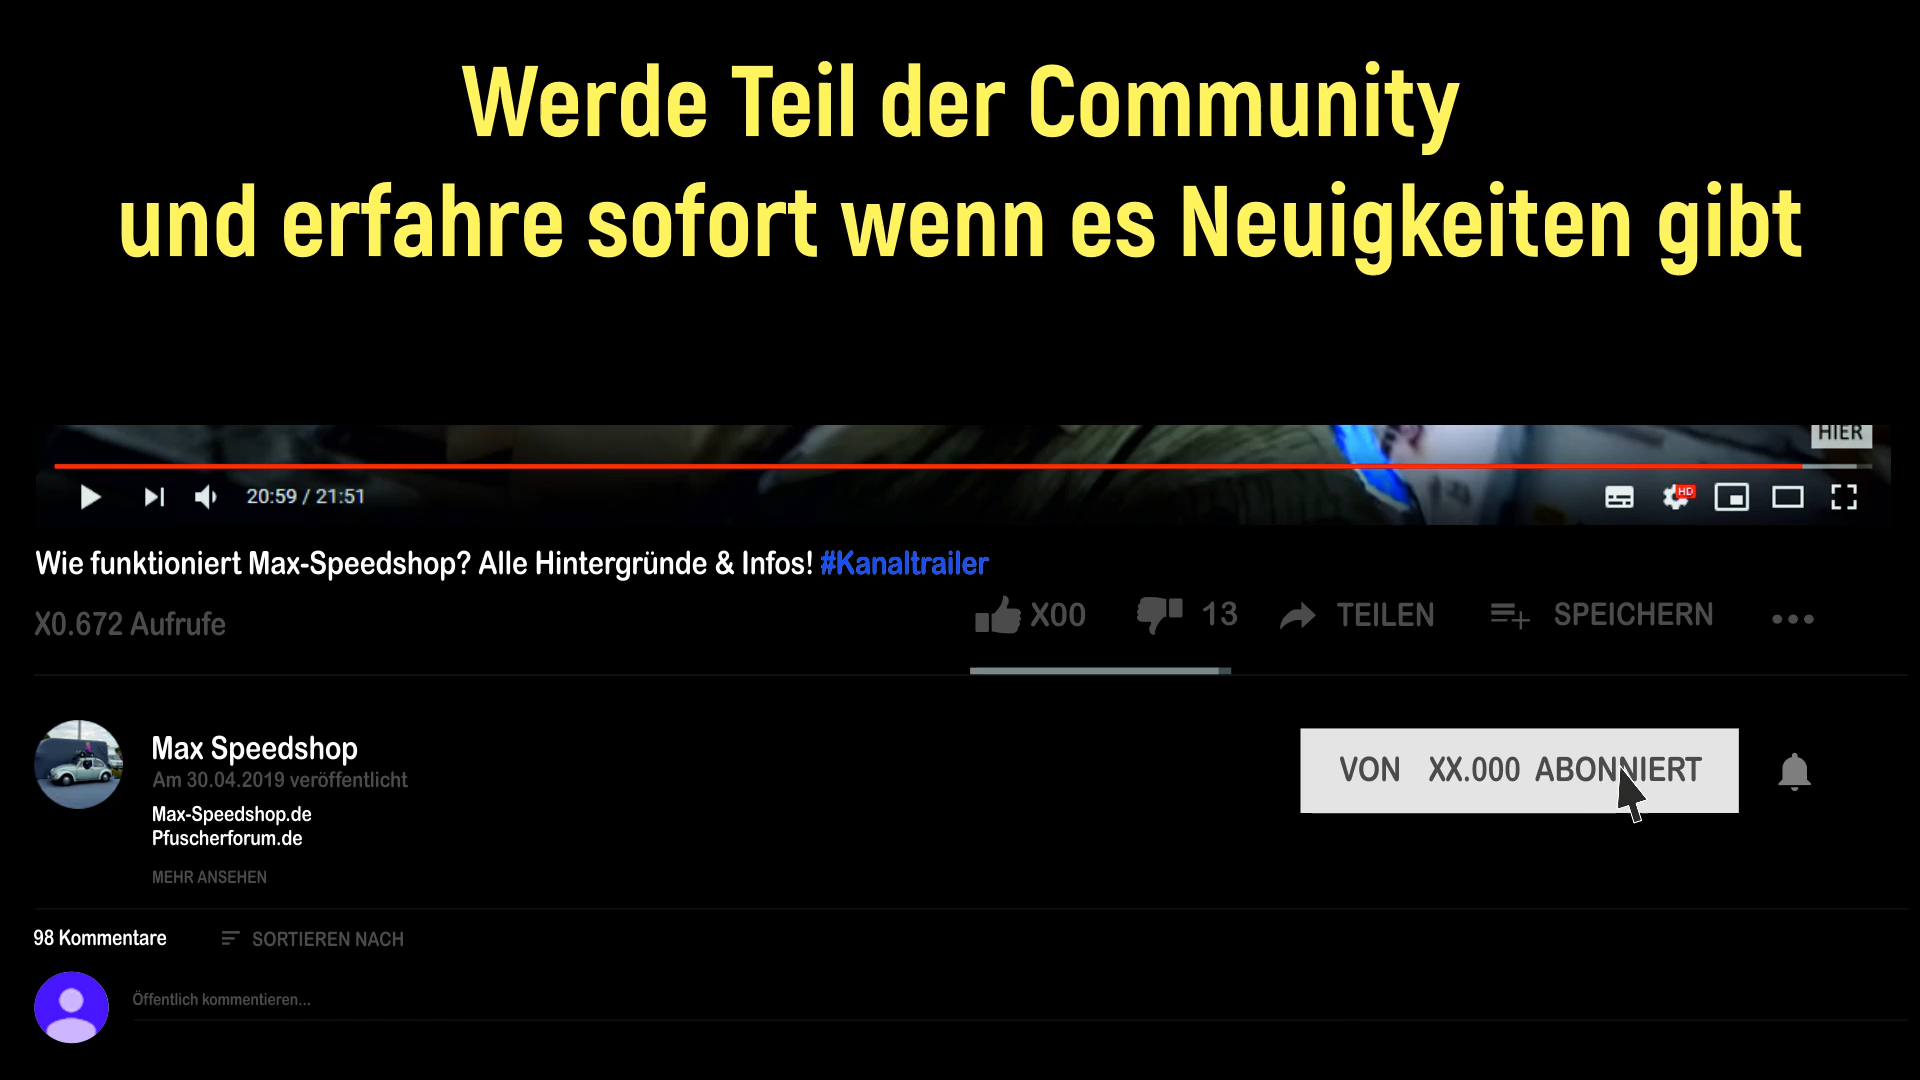 Werde Teil der Community
und erfahre sofort wenn es Neuigkeiten gibt
HIER
20:59 / 21:51
HD
Wie funktioniert Max-Speedshop? Alle Hintergründe & Infos! #Kanaltrailer
X0.672 Aufrufe
X00 13 TEILEN SPEICHERN
Max Speedshop
Am 30.04.2019 veröffentlicht
VON XX.000 ABONNIERT
Max-Speedshop.de
Pfuscherforum.de
MEHR ANSEHEN
98 Kommentare SORTIEREN NACH
Öffentlich kommentieren...